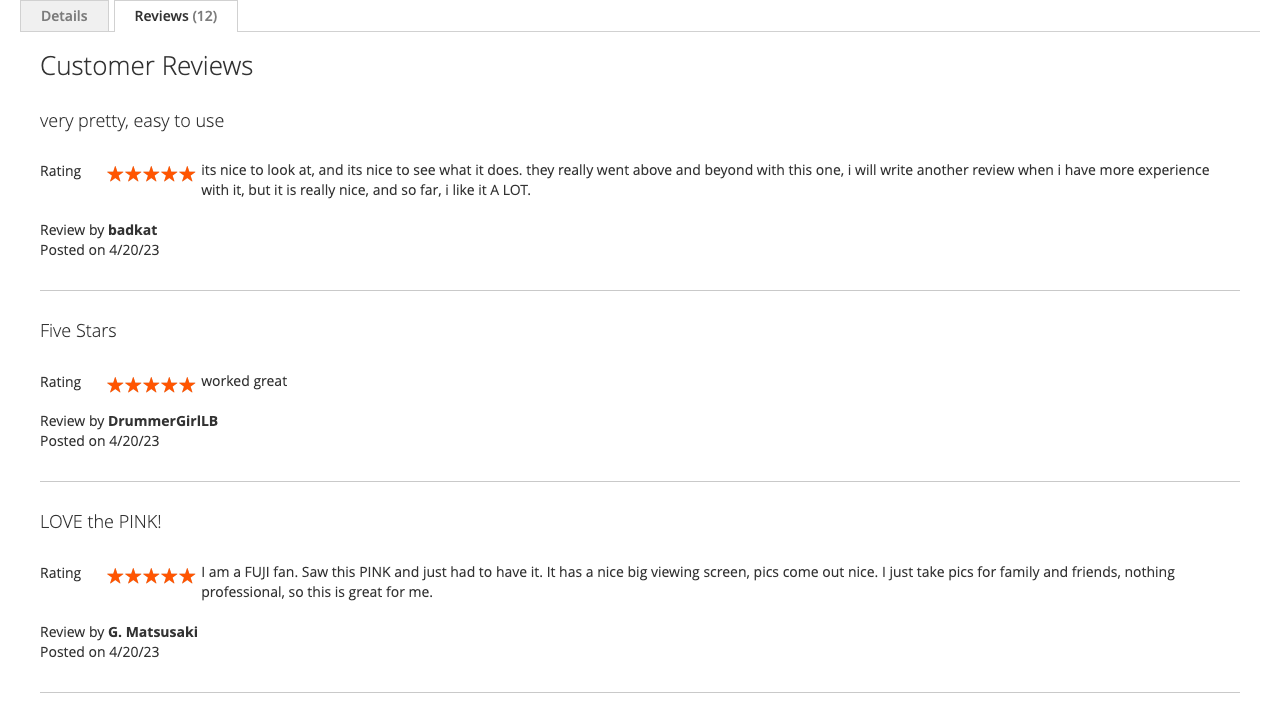 Details
Reviews (12)
Customer Reviews
very pretty, easy to use
Rating
its nice to look at, and its nice to see what it does. they really went above and beyond with this one, i will write another review when i have more experience
with it, but it is really nice, and so far, i like it A LOT.
Review by badkat
Posted on 4/20/23
Five Stars
Rating
worked great
Review by DrummerGirlLB
Posted on 4/20/23
LOVE the PINK!
Rating
I am a FUJI fan. Saw this PINK and just had to have it. It has a nice big viewing screen, pics come out nice. I just take pics for family and friends, nothing
professional, so this is great for me.
Review by G. Matsusaki
Posted on 4/20/23